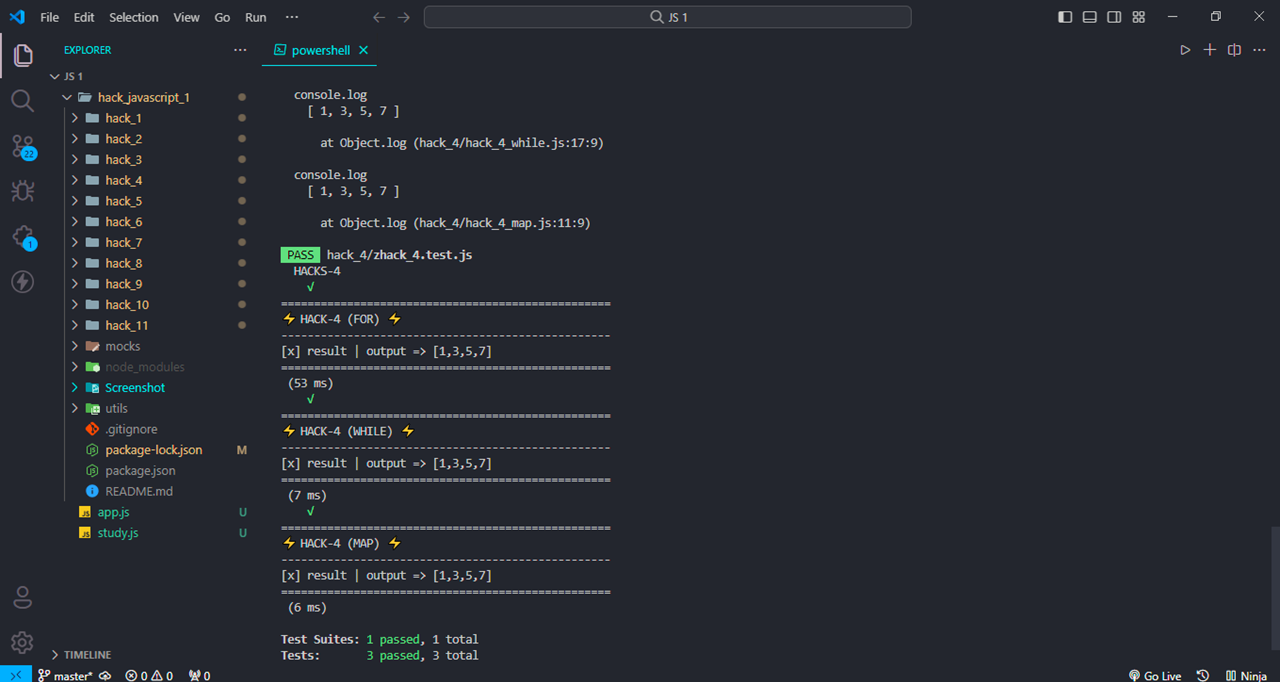 File Edit Selection View Go Run ··· JS 1
EXPLORER ···
JS 1
hack_javascript_1
hack_1
hack_2
hack_3
hack_4
hack_5
hack_6
hack_7
hack_8
hack_9
hack_10
hack_11
mocks
node_modules
Screenshot
utils
.gitignore
package-lock.json M
package.json
README.md
JS app.js U
JS study.js U
TIMELINE
22
1
powershell
console.log
[ 1, 3, 5, 7 ]
at Object.log (hack_4/hack_4_while.js:17:9)
console.log
[ 1, 3, 5, 7 ]
at Object.log (hack_4/hack_4_map.js:11:9)
PASS hack_4/zhack_4.test.js
HACKS-4
√
==================================================
⚡ HACK-4 (FOR) ⚡
--------------------------------------------------
[x] result | output => [1,3,5,7]
==================================================
(53 ms)
√
==================================================
⚡ HACK-4 (WHILE) ⚡
--------------------------------------------------
[x] result | output => [1,3,5,7]
==================================================
(7 ms)
√
==================================================
⚡ HACK-4 (MAP) ⚡
--------------------------------------------------
[x] result | output => [1,3,5,7]
==================================================
(6 ms)
Test Suites: 1 passed, 1 total
Tests: 3 passed, 3 total
master* 0 0 0 Go Live Ninja